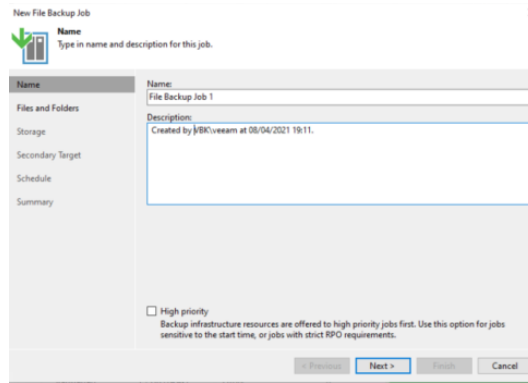 New File Backup Job
Name
Type in name and description for this job.
Name
Files and Folders
Storage
Secondary Target
Schedule
Summary
Name:
File Backup Job 1
Description:
Created by VBK\veeam at 08/04/2021 19:11.
High priority
Backup infrastructure resources are offered to high priority jobs first. Use this option for jobs
sensitive to the start time, or jobs with strict RPO requirements.
< Previous
Next >
Finish
Cancel